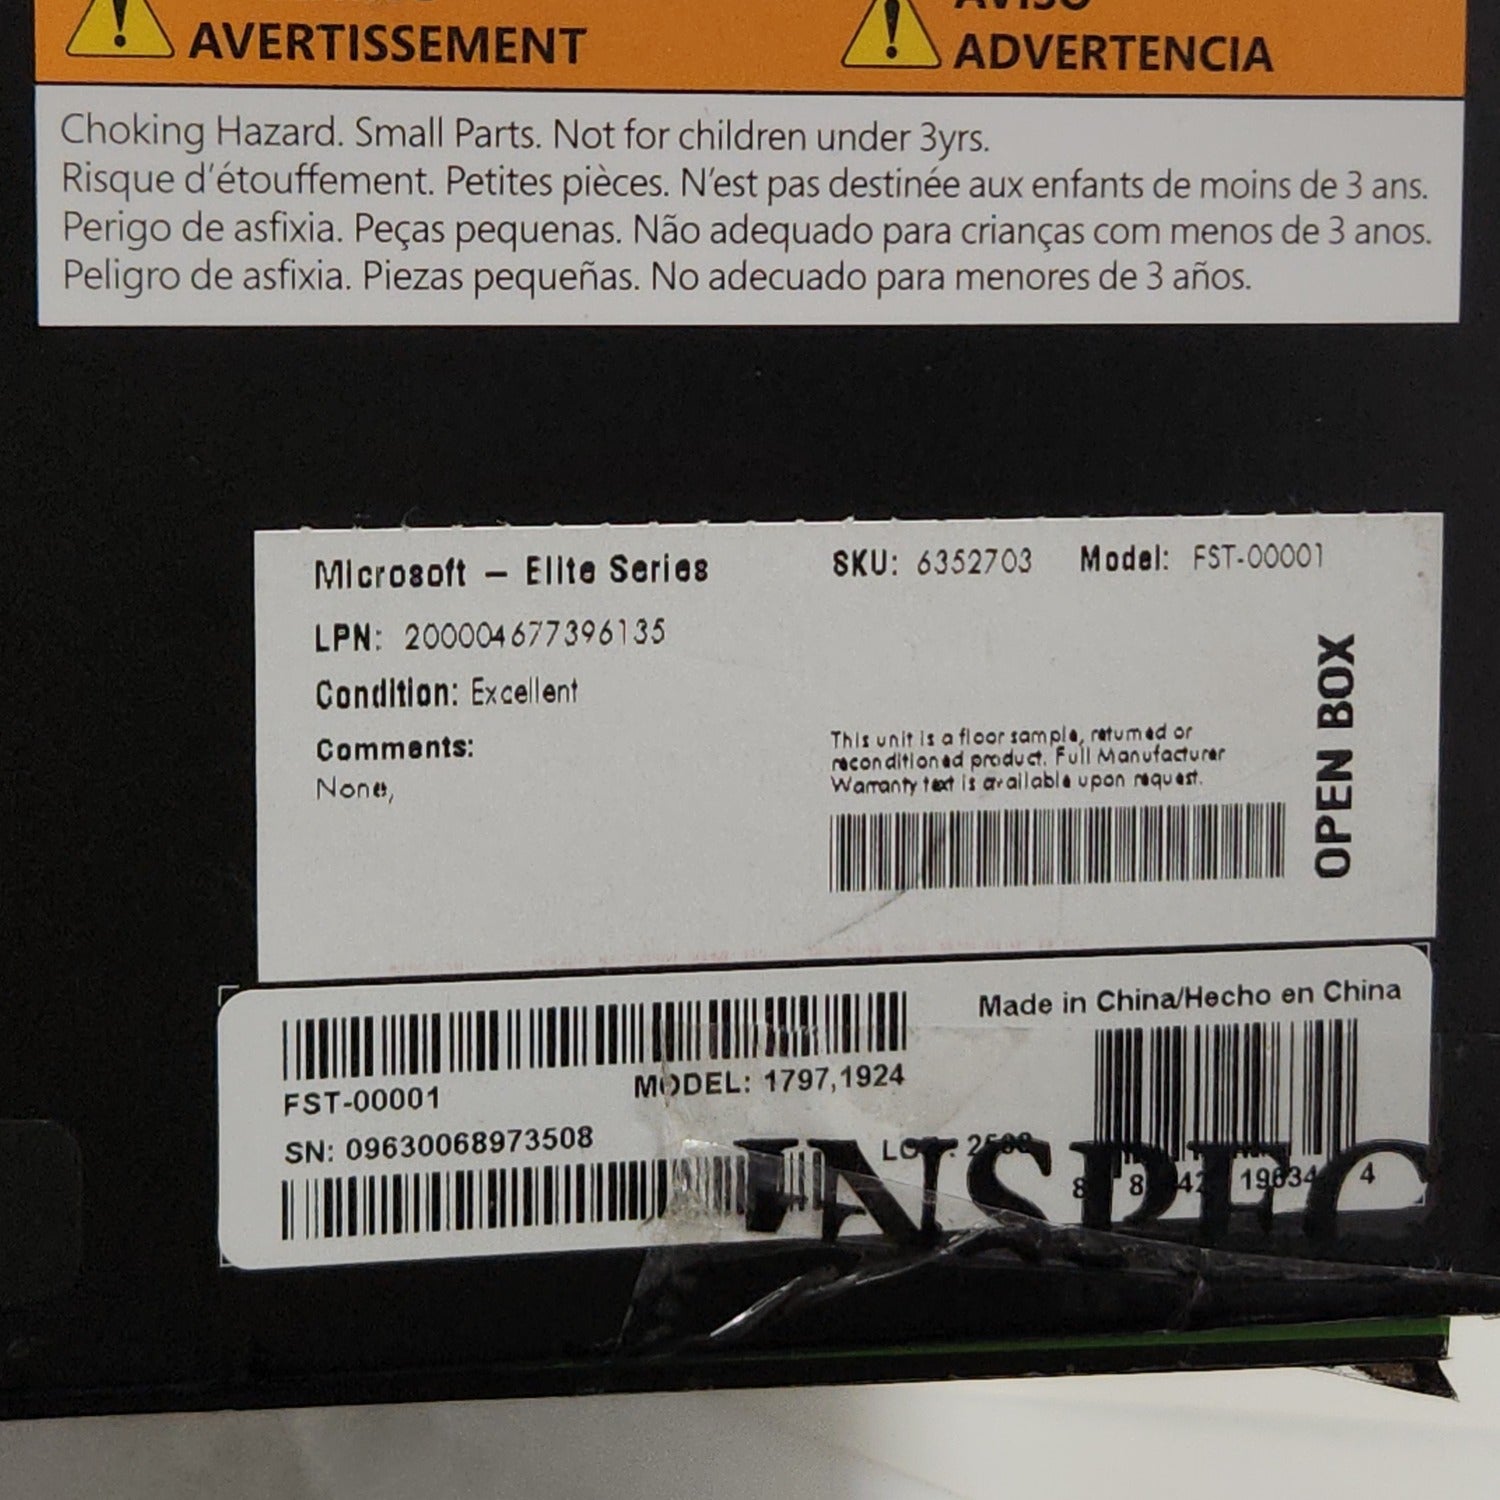 AVERTISSEMENT
AVISO
ADVERTENCIA
Choking Hazard. Small Parts. Not for children under 3yrs.
Risque d'étouffement. Petites pièces. N'est pas destinée aux enfants de moins de 3 ans.
Perigo de asfixia. Peças pequenas. Não adequado para crianças com menos de 3 anos.
Peligro de asfixia. Piezas pequeñas. No adecuado para menores de 3 años.
Microsoft – Elite Series
SKU: 6352703 Model: FST-00001
LPN: 200004677396135
Condition: Excellent
Comments:
None,
This unit is a floor sample, returned or
reconditioned product. Full Manufacturer
Warranty text is available upon request.
OPEN BOX
Made in China/Hecho en China
FST-00001 MODEL: 1797,1924
SN: 09630068973508
INSPEC